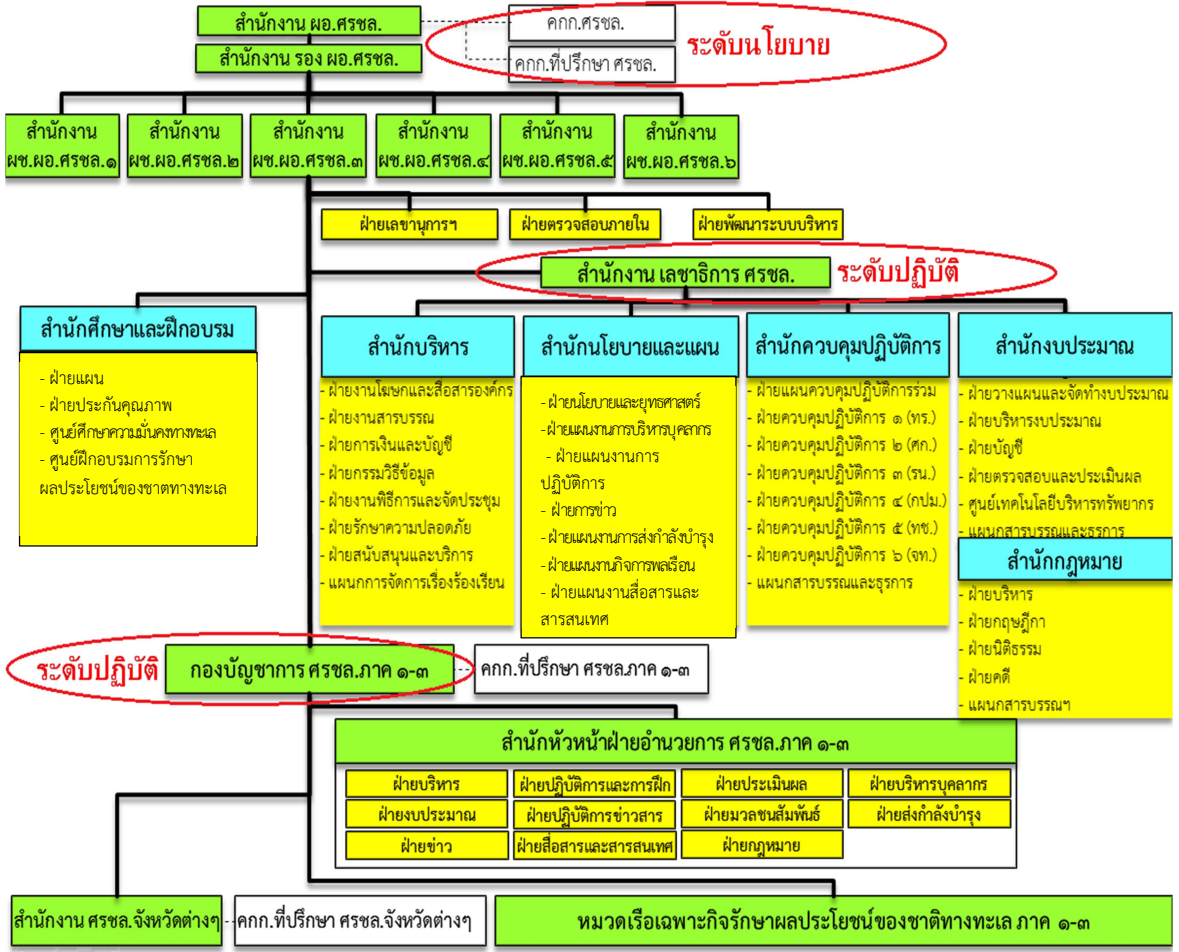 สำนักงาน ผอ.ศรชล.
คกก.ศรชล.
ระดับนโยบาย
สำนักงาน รอง ผอ.ศรชล.
คกก.ที่ปรึกษา ศรชล.
สำนักงาน
ผช.ผอ.ศรชล.๑
สำนักงาน
ผช.ผอ.ศรชล.๒
สำนักงาน
ผช.ผอ.ศรชล.๓
สำนักงาน
ผช.ผอ.ศรชล.๔
สำนักงาน
ผช.ผอ.ศรชล.๕
สำนักงาน
ผช.ผอ.ศรชล.๖
ฝ่ายเลขานุการฯ
ฝ่ายตรวจสอบภายใน
ฝ่ายพัฒนาระบบบริหาร
สำนักงาน เลขาธิการ ศรชล.
ระดับปฏิบัติ
สำนักศึกษาและฝึกอบรม
- ฝ่ายแผน
- ฝ่ายประกันคุณภาพ
- ศูนย์ศึกษาความมั่นคงทางทะเล
- ศูนย์ฝึกอบรมการรักษา
ผลประโยชน์ของชาตทางทะเล
สำนักบริหาร
- ฝ่ายงานโฆษกและสื่อสารองค์กร
- ฝ่ายงานสารบรรณ
- ฝ่ายการเงินและบัญชี
- ฝ่ายกรรมวิธีข้อมูล
- ฝ่ายงานพิธีการและจัดประชุม
- ฝ่ายรักษาความปลอดภัย
- ฝ่ายสนับสนุนและบริการ
- แผนกการจัดการเรื่องร้องเรียน
สำนักนโยบายและแผน
- ฝ่ายนโยบายและยุทธศาสตร์
- ฝ่ายแผนงานการบริหารบุคลากร
- ฝ่ายแผนงานการ
ปฏิบัติการ
- ฝ่ายการข่าว
- ฝ่ายแผนงานการส่งกำลังบำรุง
- ฝ่ายแผนงานกิจการพลเรือน
- ฝ่ายแผนงานสื่อสารและ
สารสนเทศ
สำนักควบคุมปฏิบัติการ
- ฝ่ายแผนควบคุมปฏิบัติการร่วม
- ฝ่ายควบคุมปฏิบัติการ ๑ (ทร.)
- ฝ่ายควบคุมปฏิบัติการ ๒ (ศก.)
- ฝ่ายควบคุมปฏิบัติการ ๓ (รน.)
- ฝ่ายควบคุมปฏิบัติการ ๔ (กปม.)
- ฝ่ายควบคุมปฏิบัติการ ๕ (ทช.)
- ฝ่ายควบคุมปฏิบัติการ ๖ (จท.)
- แผนกสารบรรณและธุรการ
สำนักงบประมาณ
- ฝ่ายวางแผนและจัดทำงบประมาณ
- ฝ่ายบริหารงบประมาณ
- ฝ่ายบัญชี
- ฝ่ายตรวจสอบและประเมินผล
- ศูนย์เทคโนโลยีบริหารทรัพยากร
- แผนกสารบรรณและธุรการ
สำนักกฎหมาย
- ฝ่ายบริหาร
- ฝ่ายกฤษฎีกา
- ฝ่ายนิติธรรม
- ฝ่ายคดี
- แผนกสารบรรณฯ
ระดับปฏิบัติ
กองบัญชาการ ศรชล.ภาค ๑-๓
คกก.ที่ปรึกษา ศรชล.ภาค ๑-๓
สำนักหัวหน้าฝ่ายอำนวยการ ศรชล.ภาค ๑-๓
ฝ่ายบริหาร
ฝ่ายปฏิบัติการและการฝึก
ฝ่ายประเมินผล
ฝ่ายบริหารบุคลากร
ฝ่ายงบประมาณ
ฝ่ายปฏิบัติการข่าวสาร
ฝ่ายมวลชนสัมพันธ์
ฝ่ายส่งกำลังบำรุง
ฝ่ายข่าว
ฝ่ายสื่อสารและสารสนเทศ
ฝ่ายกฎหมาย
สำนักงาน ศรชล.จังหวัดต่างๆ
คกก.ที่ปรึกษา ศรชล.จังหวัดต่างๆ
หมวดเรือเฉพาะกิจรักษาผลประโยชน์ของชาติทางทะเล ภาค ๑-๓